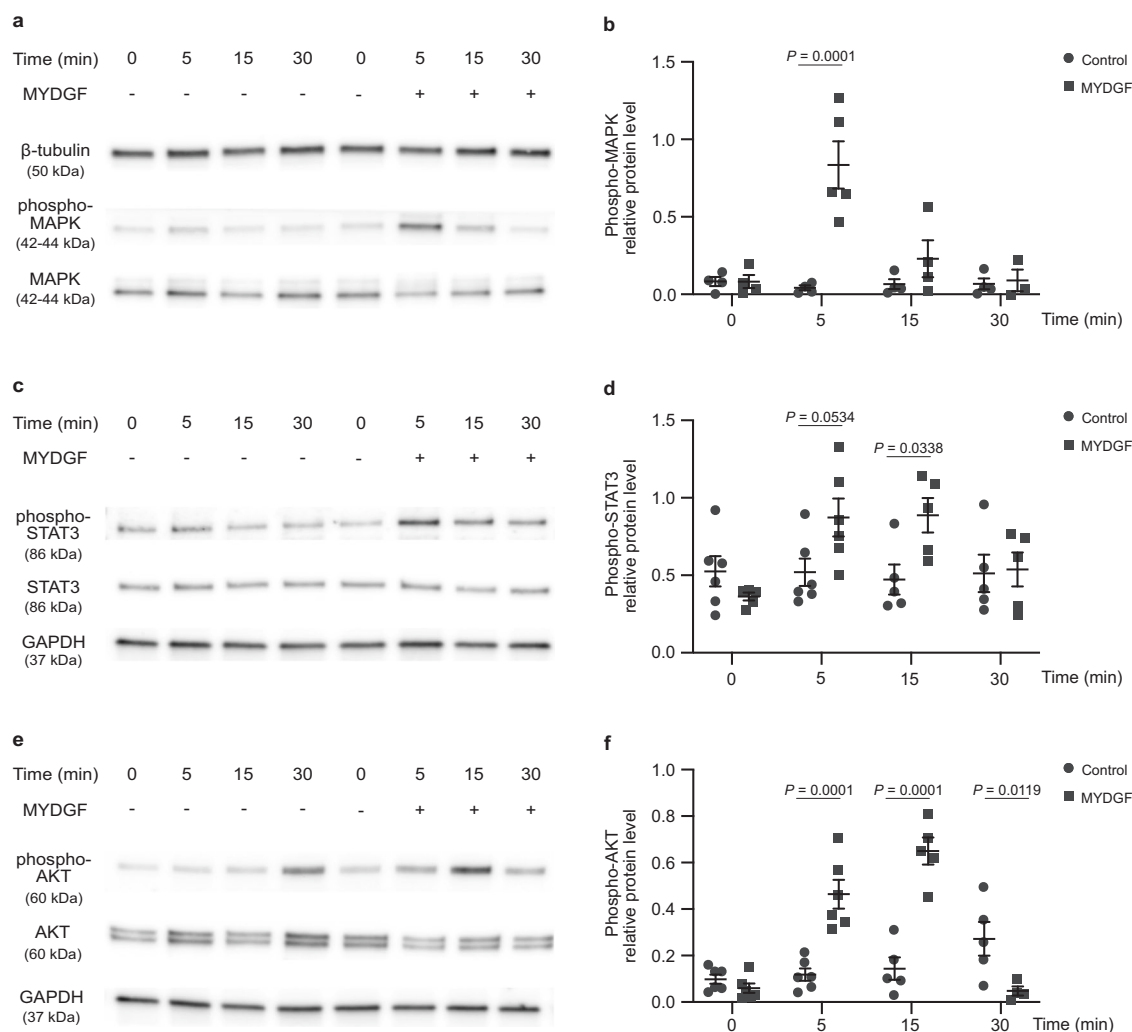 a
Time (min) 0 5 15 30 0 5 15 30
MYDGF - - - - - + + +
β-tubulin
(50 kDa)
phospho-
MAPK
(42-44 kDa)
MAPK
(42-44 kDa)
b
P = 0.0001
Control
MYDGF
Phospho-MAPK
relative protein level
1.5
1.0
0.5
0.0
0 5 15 30 Time (min)
c
Time (min) 0 5 15 30 0 5 15 30
MYDGF - - - - - + + +
phospho-
STAT3
(86 kDa)
STAT3
(86 kDa)
GAPDH
(37 kDa)
d
P = 0.0534
P = 0.0338
Control
MYDGF
Phospho-STAT3
relative protein level
1.5
1.0
0.5
0.0
0 5 15 30 Time (min)
e
Time (min) 0 5 15 30 0 5 15 30
MYDGF - - - - - + + +
phospho-
AKT
(60 kDa)
AKT
(60 kDa)
GAPDH
(37 kDa)
f
P = 0.0001 P = 0.0001 P = 0.0119
Control
MYDGF
Phospho-AKT
relative protein level
1.0
0.8
0.6
0.4
0.2
0.0
0 5 15 30 Time (min)